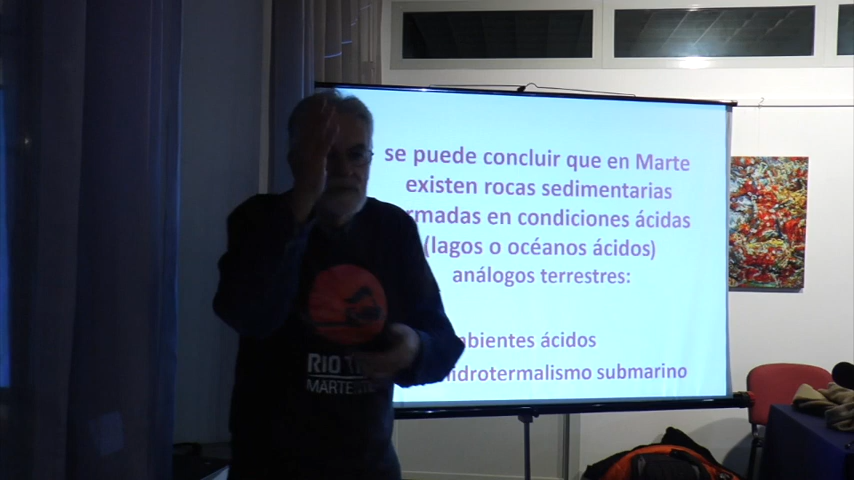 se puede concluir que en Marte
existen rocas sedimentarias
rmadas en condiciones ácidas
(lagos o océanos ácidos)
análogos terrestres:
bientes ácidos
hidrotermalismo submarino
RIO
MARTE